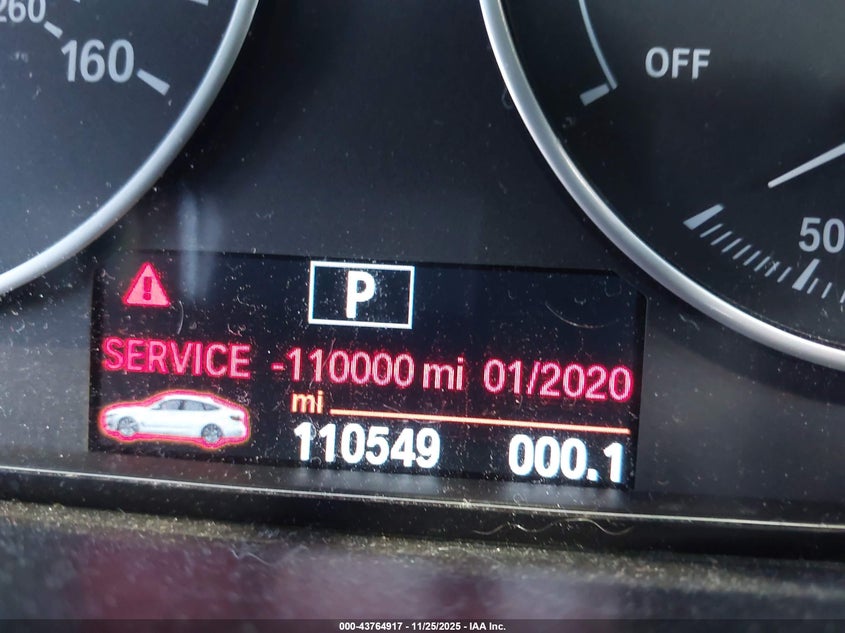 260
160
OFF
50
P
SERVICE -110000 mi 01/2020
mi
110549 000.1
000-43764917 - 11/25/2025 - IAA Inc.